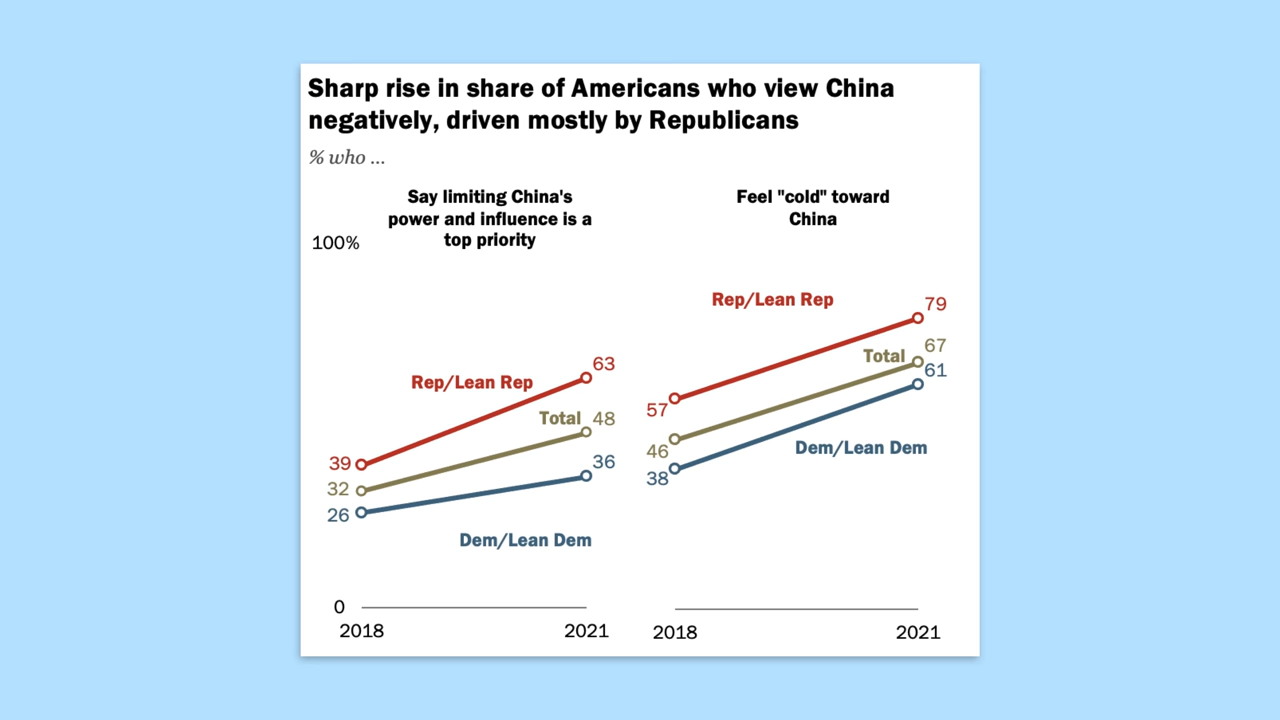 Sharp rise in share of Americans who view China
negatively, driven mostly by Republicans
% who ...
Say limiting China's
power and influence is a
top priority
100%
Rep/Lean Rep
63
Total
48
39
36
32
26
Dem/Lean Dem
0
2018
2021
Feel "cold" toward
China
Rep/Lean Rep
79
Total
67
61
57
46
Dem/Lean Dem
38
2018
2021